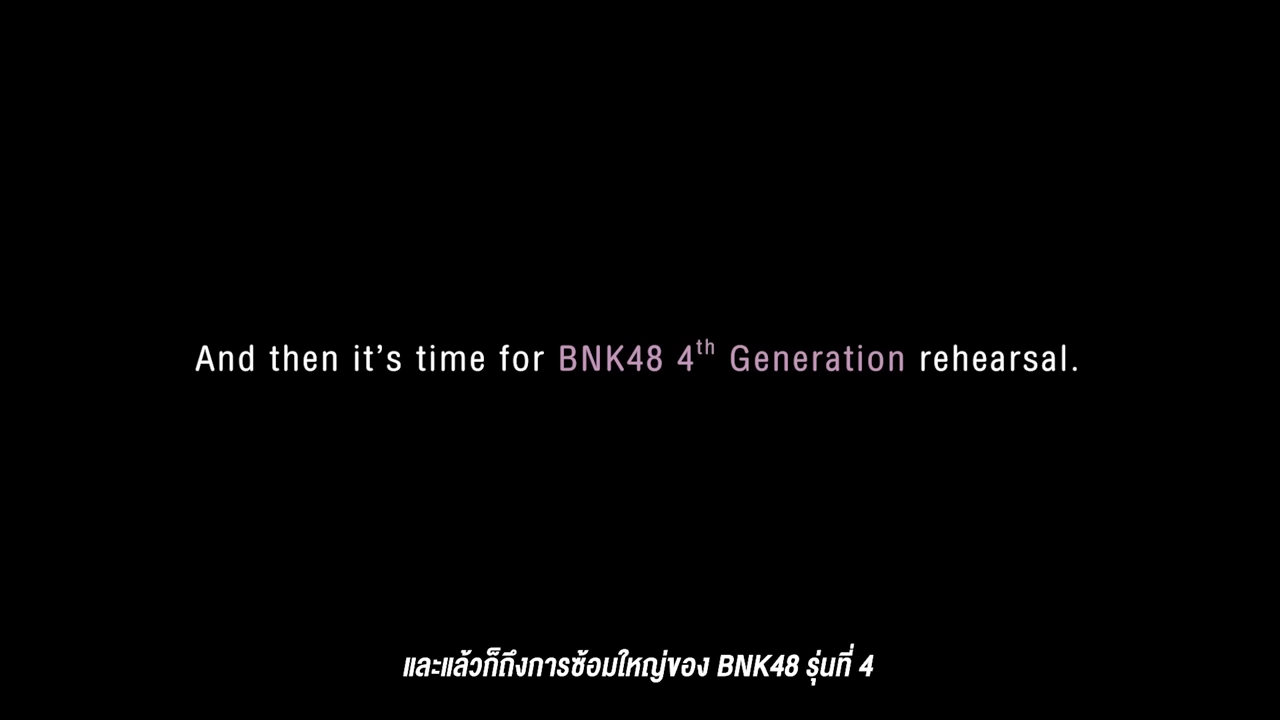 And then it’s time for BNK48 4th Generation rehearsal.
และแล้วก็ถึงการซ้อมใหญ่ของ BNK48 รุ่นที่ 4